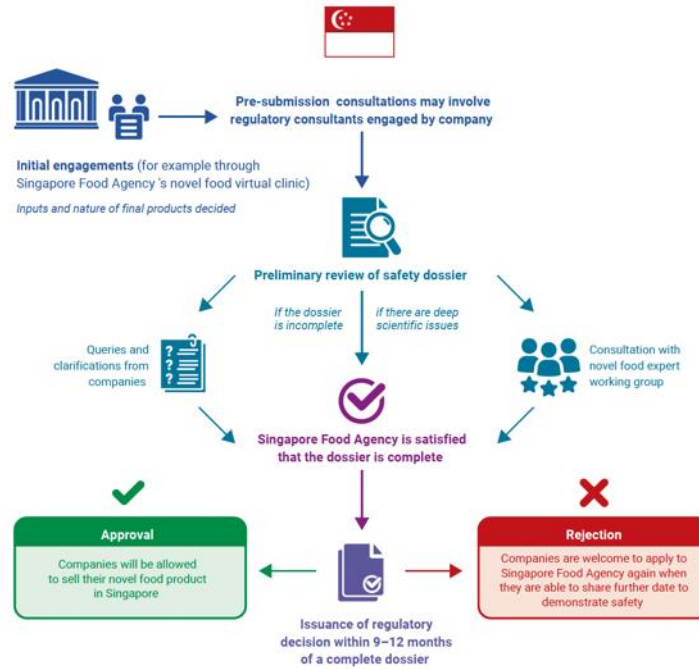 Pre-submission consultations may involve
regulatory consultants engaged by company
Initial engagements (for example through
Singapore Food Agency 's novel food virtual clinic)
Inputs and nature of final products decided
Preliminary review of safety dossier
If the dossier
is incomplete
if there are deep
scientific issues
Queries and
clarifications from
companies
Consultation with
novel food expert
working group
Singapore Food Agency is satisfied
that the dossier is complete
Approval
Companies will be allowed
to sell their novel food product
in Singapore
Rejection
Companies are welcome to apply to
Singapore Food Agency again when
they are able to share further date to
demonstrate safety
Issuance of regulatory
decision within 9–12 months
of a complete dossier